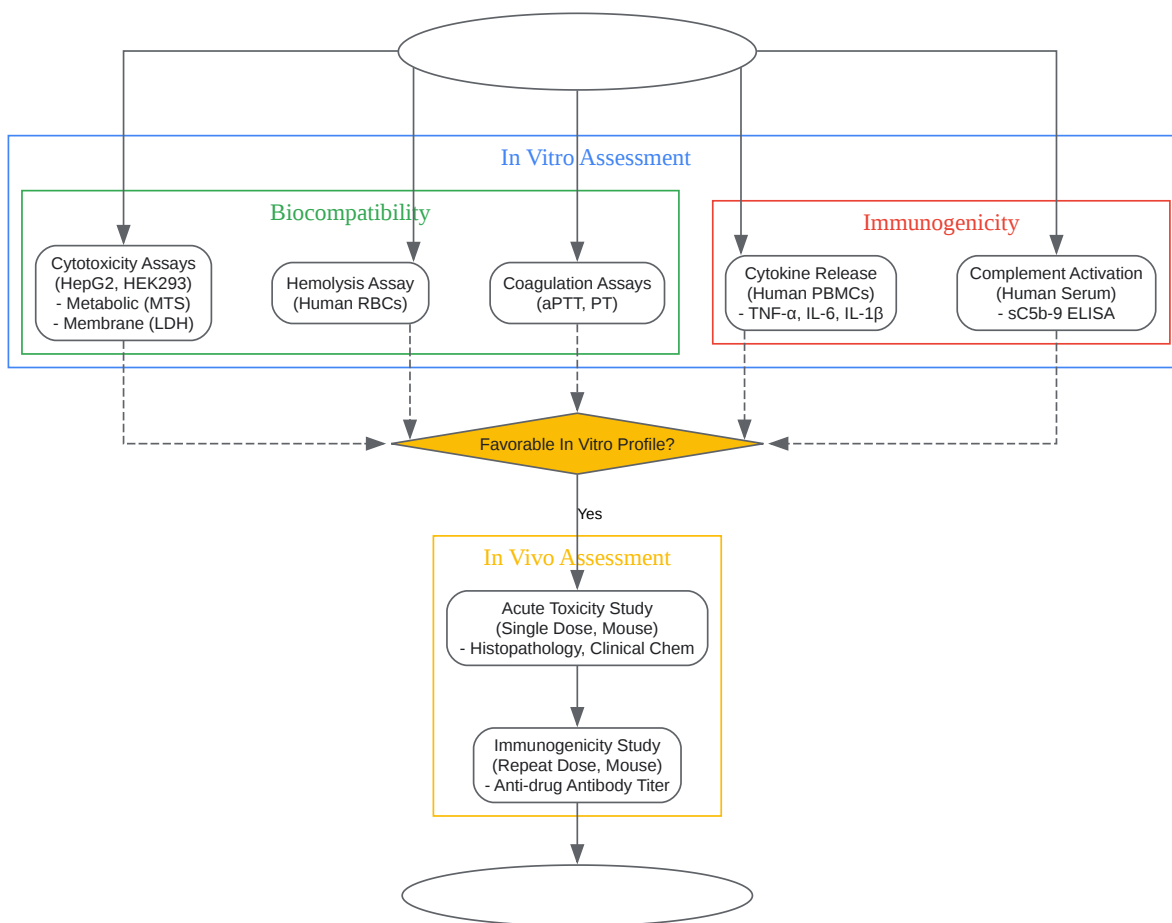 In Vitro Assessment
Biocompatibility
Immunogenicity
Cytotoxicity Assays
(HepG2, HEK293)
- Metabolic (MTS)
- Membrane (LDH)
Hemolysis Assay
(Human RBCs)
Coagulation Assays
(aPTT, PT)
Cytokine Release
(Human PBMCs)
- TNF-α, IL-6, IL-1β
Complement Activation
(Human Serum)
- sC5b-9 ELISA
Favorable In Vitro Profile?
Yes
In Vivo Assessment
Acute Toxicity Study
(Single Dose, Mouse)
- Histopathology, Clinical Chem
Immunogenicity Study
(Repeat Dose, Mouse)
- Anti-drug Antibody Titer